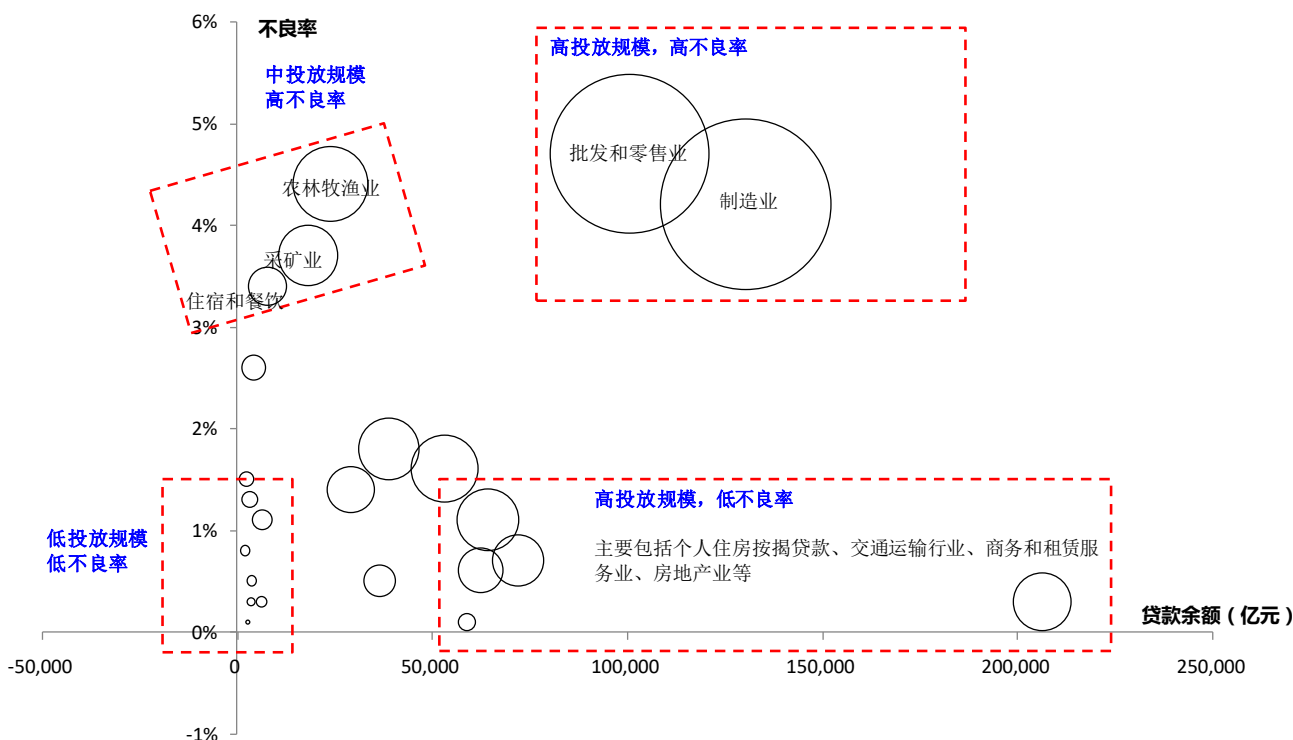 6%
不良率
高投放规模，高不良率
中投放规模
高不良率
5%
批发和零售业
农林牧渔业
制造业
4%
采矿业
住宿和餐饮
3%
2%
高投放规模，低不良率
1%
低投放规模
低不良率
主要包括个人住房按揭贷款、交通运输行业、商务和租赁服
务业、房地产业等
贷款余额（亿元）
0%
-50,000
0
50,000
100,000
150,000
200,000
250,000
-1%